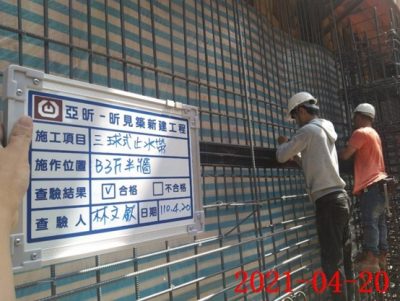 亞昕-昕見築新建工程
施工項目 三球式止水帶
施作位置 B3F半牆
查驗結果 ☑合格 □不合格
查驗人 林文啟 日期 110.4.20
2021-04-20